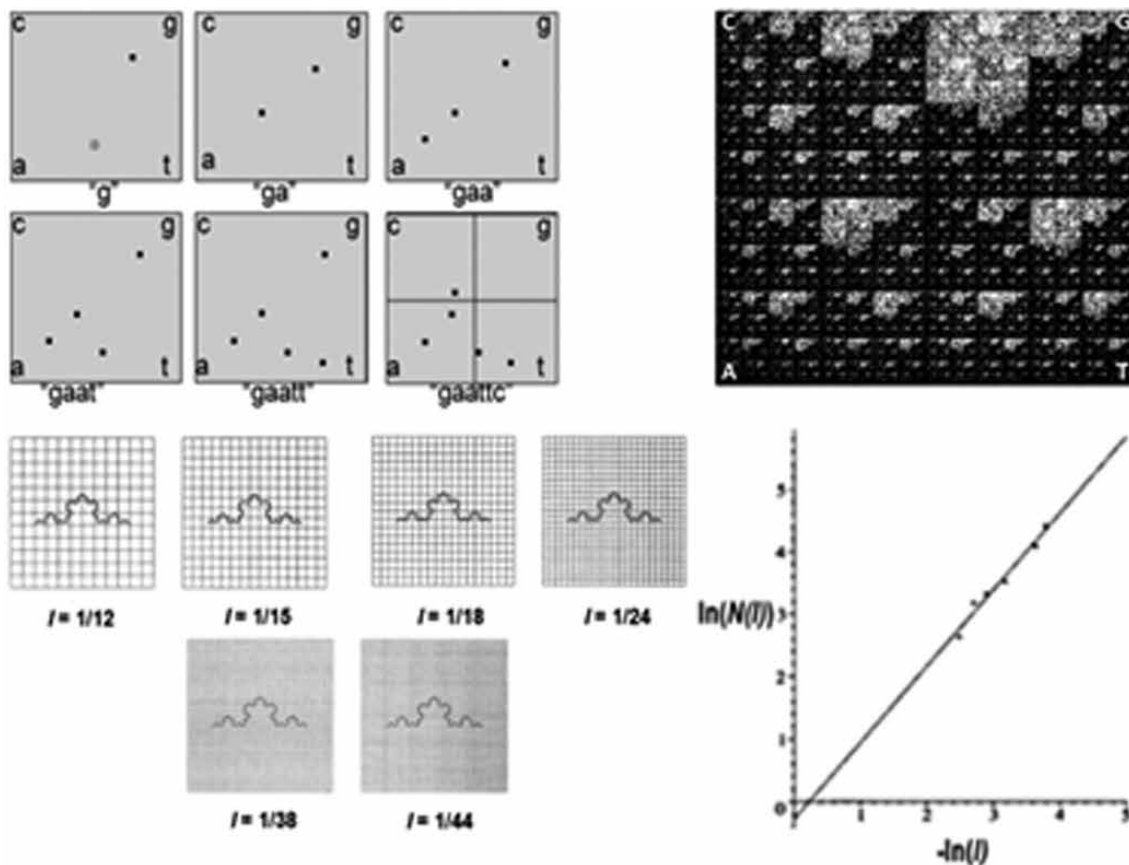 c g c g c g
a t a t a t
"g" "ga" "gaa"
c g c g c g
a t a t a t
"gaat" "gaatt" "gaattc"
C G
A T
l = 1/12 l = 1/15 l = 1/18 l = 1/24
l = 1/38 l = 1/44
5
4
ln(N(l))
3
2
1
0 1 2 3 4 5
-ln(l)